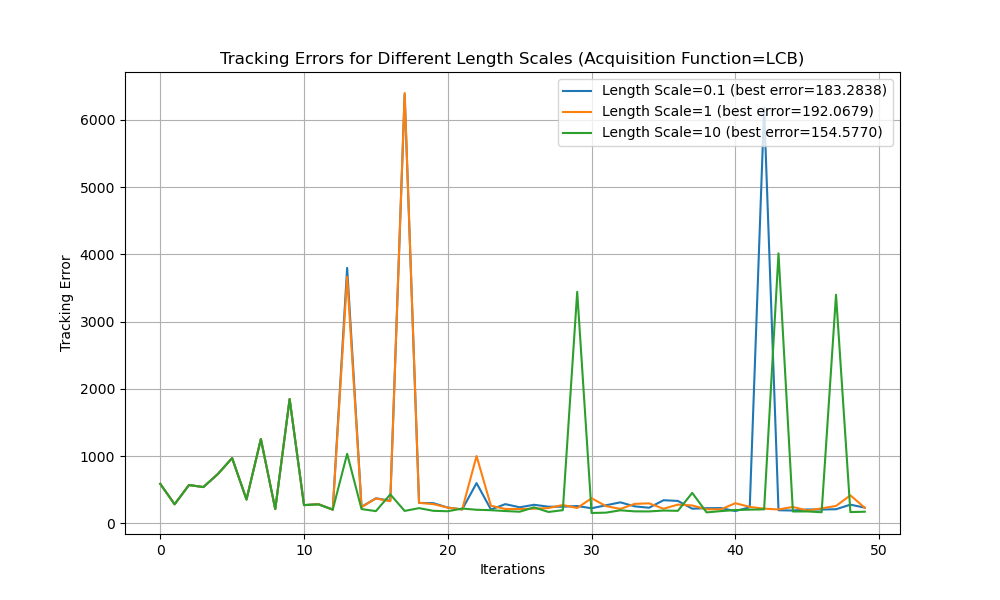 Tracking Errors for Different Length Scales (Acquisition Function=LCB)
Length Scale=0.1 (best error=183.2838)
Length Scale=1 (best error=192.0679)
Length Scale=10 (best error=154.5770)
Tracking Error
6000
5000
4000
3000
2000
1000
0
0 10 20 30 40 50
Iterations